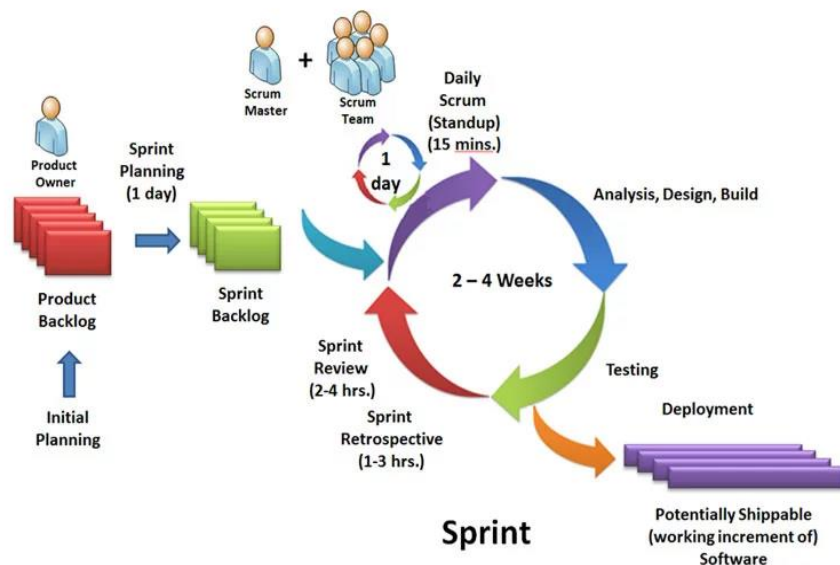 +
Scrum
Master
Scrum
Team
Daily
Scrum
(Standup)
(15 mins.)
Product
Owner
Sprint
Planning
(1 day)
1
day
Analysis, Design, Build
2 – 4 Weeks
Product
Backlog
Sprint
Backlog
Initial
Planning
Sprint
Review
(2-4 hrs.)
Sprint
Retrospective
(1-3 hrs.)
Testing
Deployment
Potentially Shippable
(working increment of)
Software
Sprint